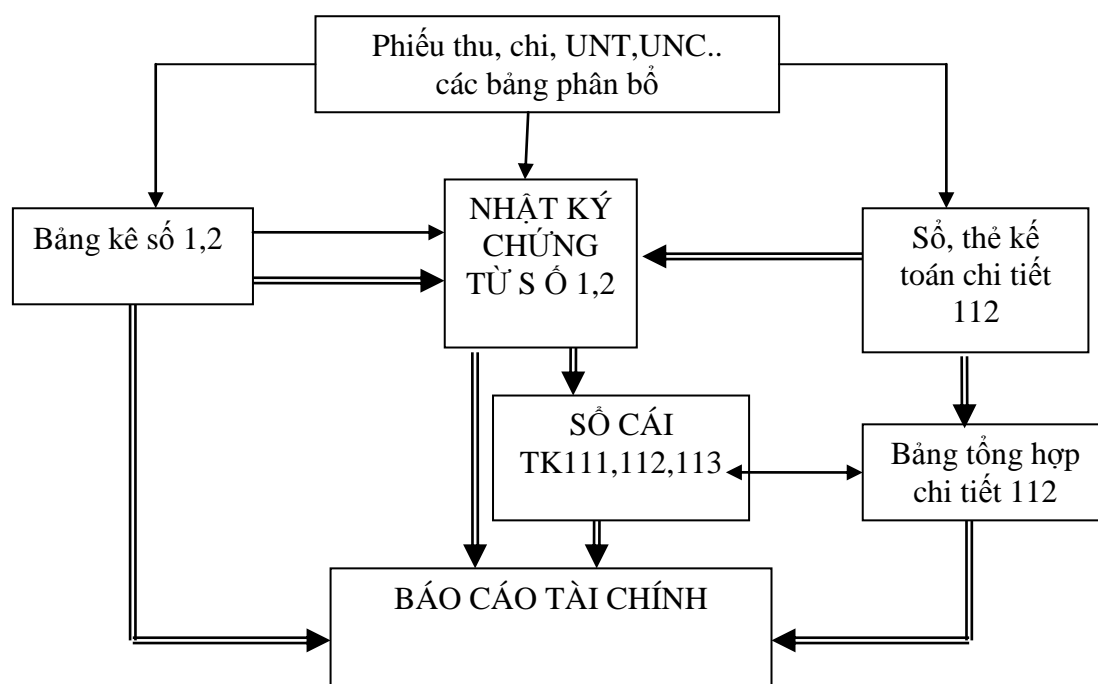 Phiếu thu, chi, UNT,UNC..
các bảng phân bổ
Bảng kê số 1,2
NHẬT KÝ
CHỨNG
TỪ S Ố 1,2
Sổ, thẻ kế
toán chi tiết
112
SỔ CÁI
TK111,112,113
Bảng tổng hợp
chi tiết 112
BÁO CÁO TÀI CHÍNH